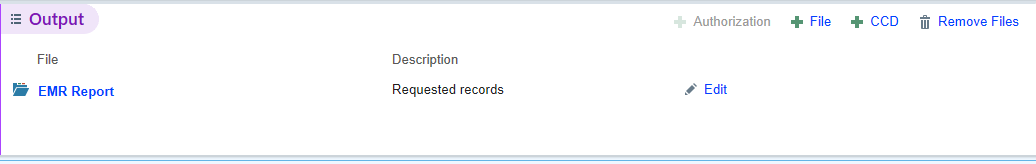 Output
Authorization File CCD Remove Files
File Description
EMR Report Requested records Edit